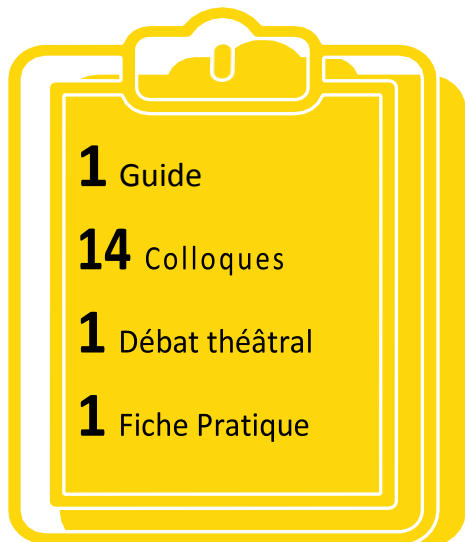 1 Guide
14 Colloques
1 Débat théâtral
1 Fiche Pratique